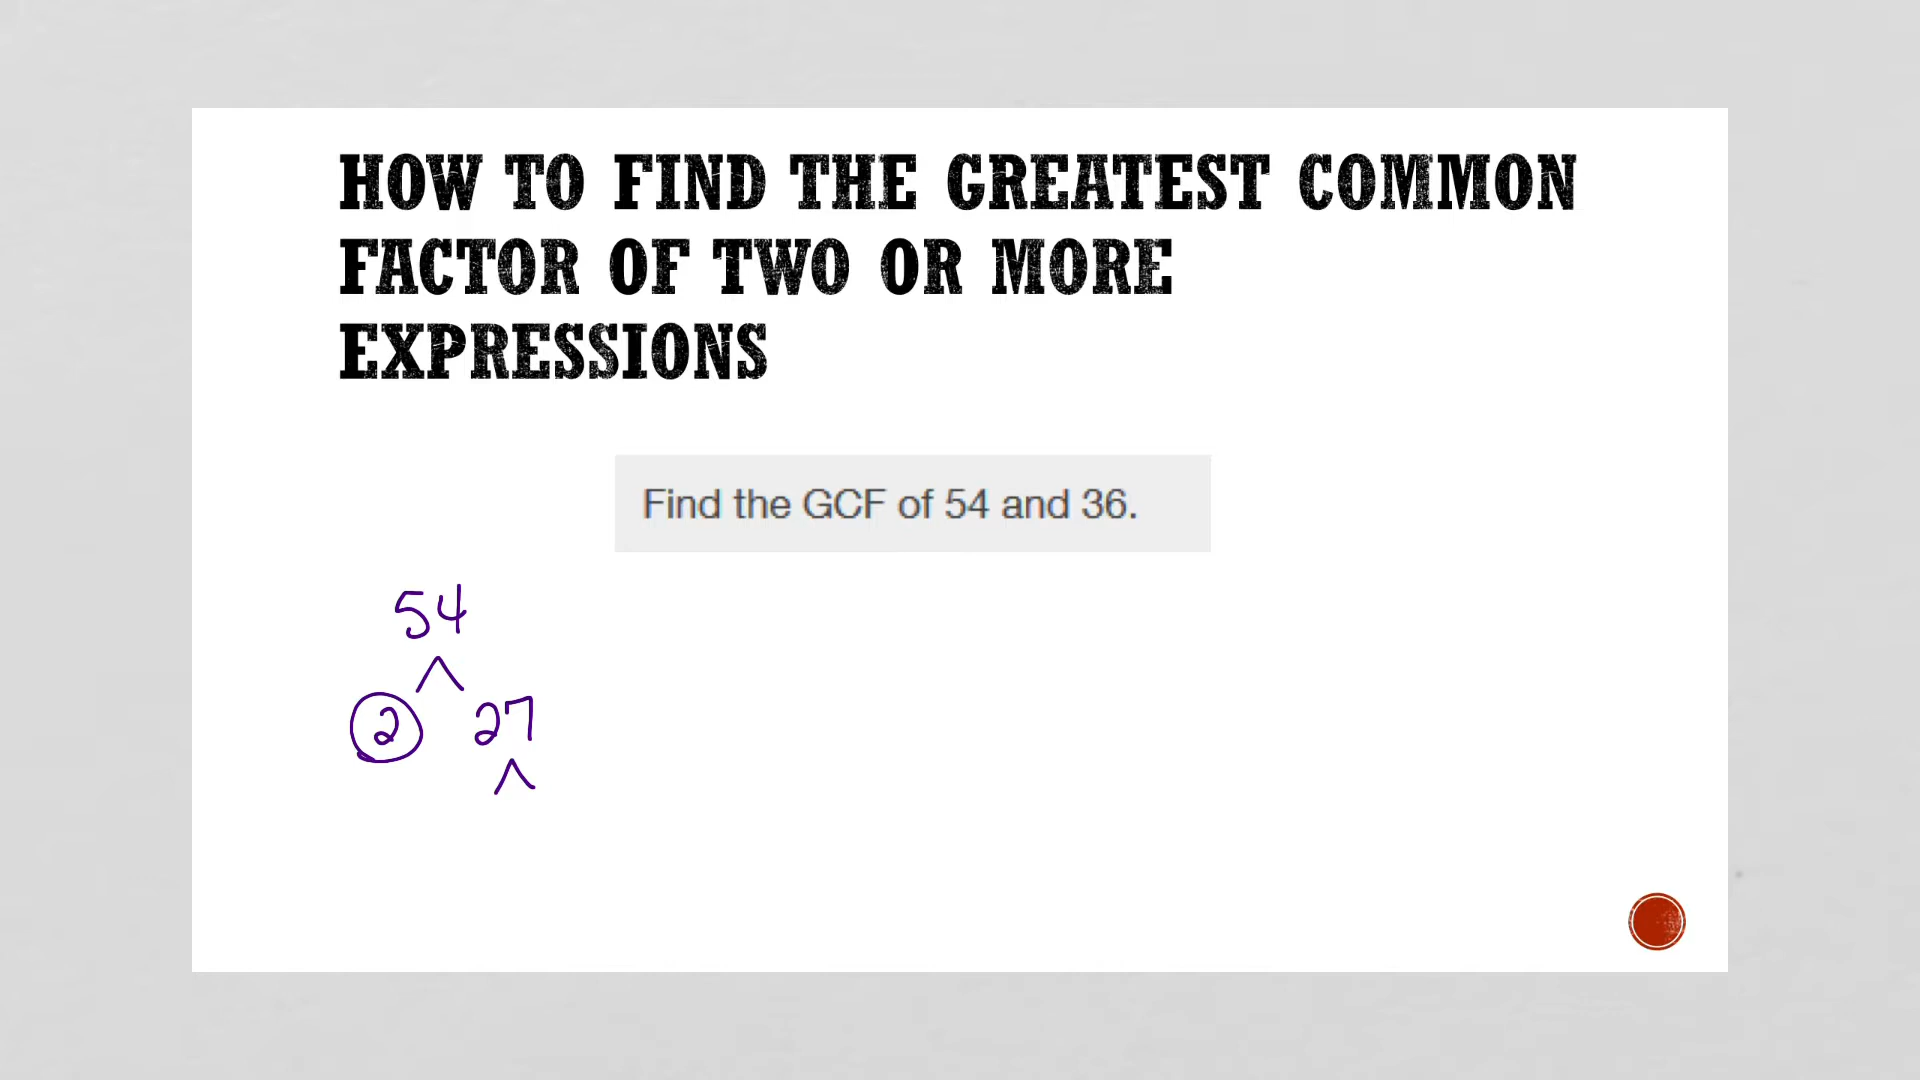 HOW TO FIND THE GREATEST COMMON
FACTOR OF TWO OR MORE
EXPRESSIONS
Find the GCF of 54 and 36.
54
2 27